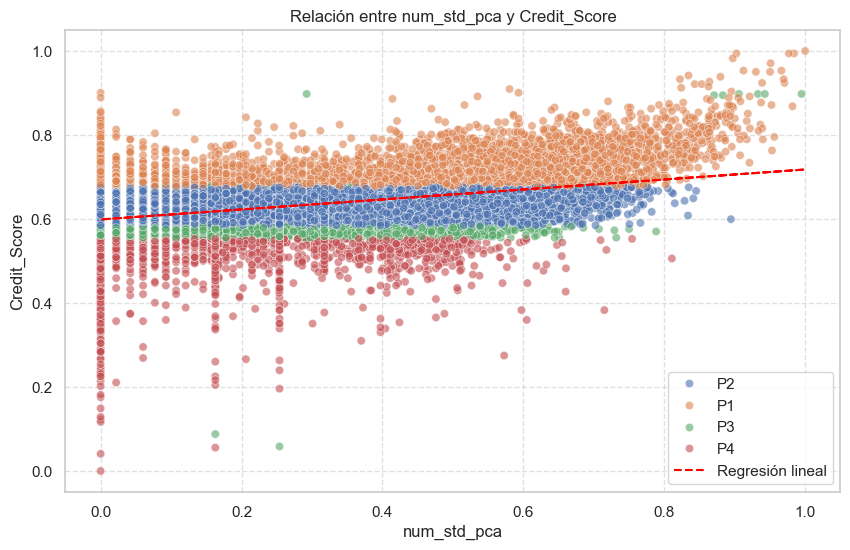 Relación entre num_std_pca y Credit_Score
Credit_Score
1.0
0.8
0.6
0.4
0.2
0.0
0.0 0.2 0.4 0.6 0.8 1.0
num_std_pca
P2
P1
P3
P4
Regresión lineal